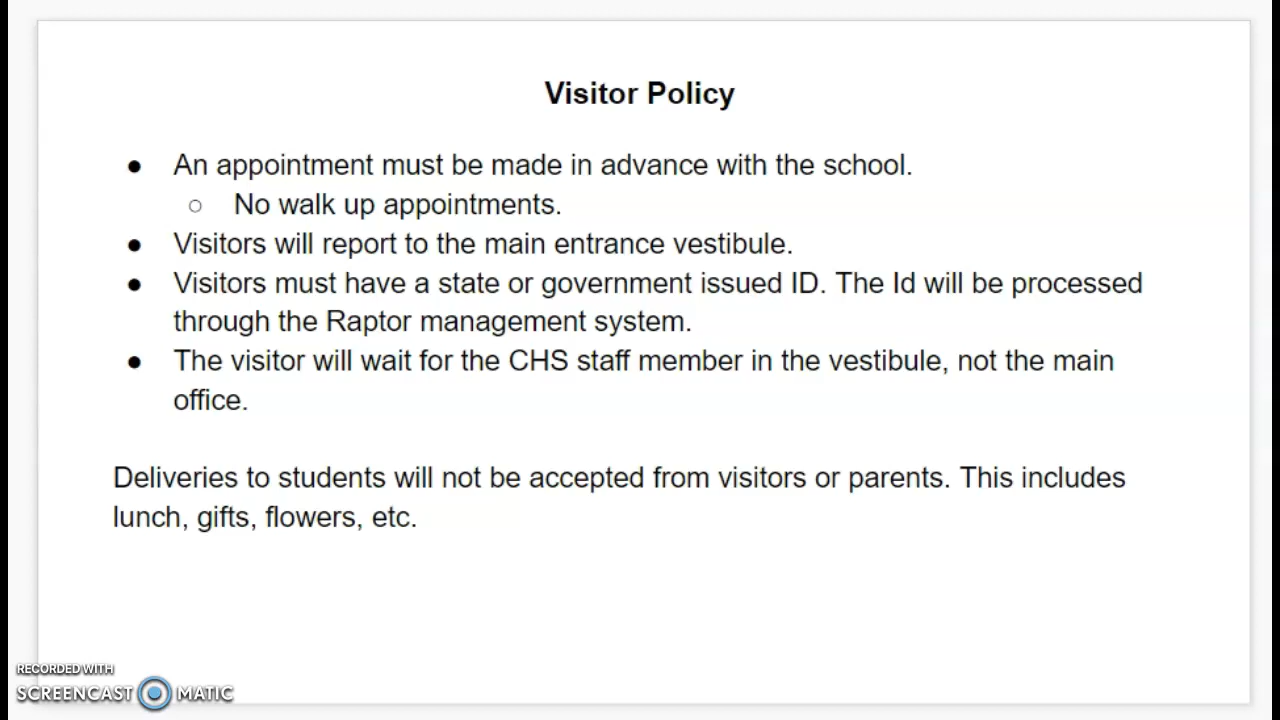 Visitor Policy
● An appointment must be made in advance with the school.
○ No walk up appointments.
● Visitors will report to the main entrance vestibule.
● Visitors must have a state or government issued ID. The Id will be processed
through the Raptor management system.
● The visitor will wait for the CHS staff member in the vestibule, not the main
office.
Deliveries to students will not be accepted from visitors or parents. This includes
lunch, gifts, flowers, etc.
RECORDED WITH
SCREENCAST MATIC